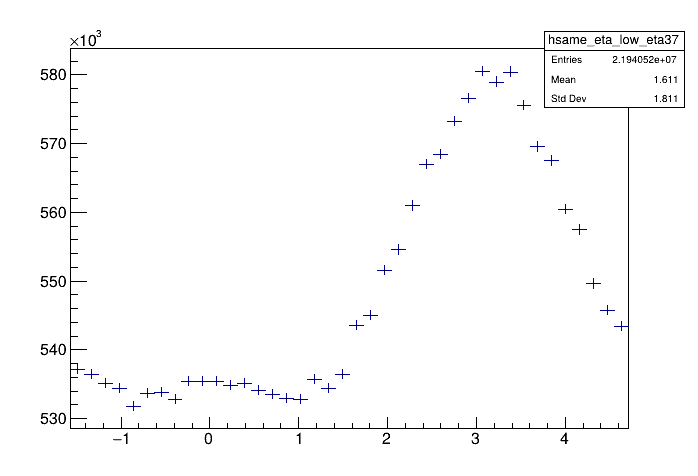 ×10³
hsame_eta_low_eta37
Entries 2.194052e+07
Mean 1.611
Std Dev 1.811
580
570
560
550
540
530
−1 0 1 2 3 4